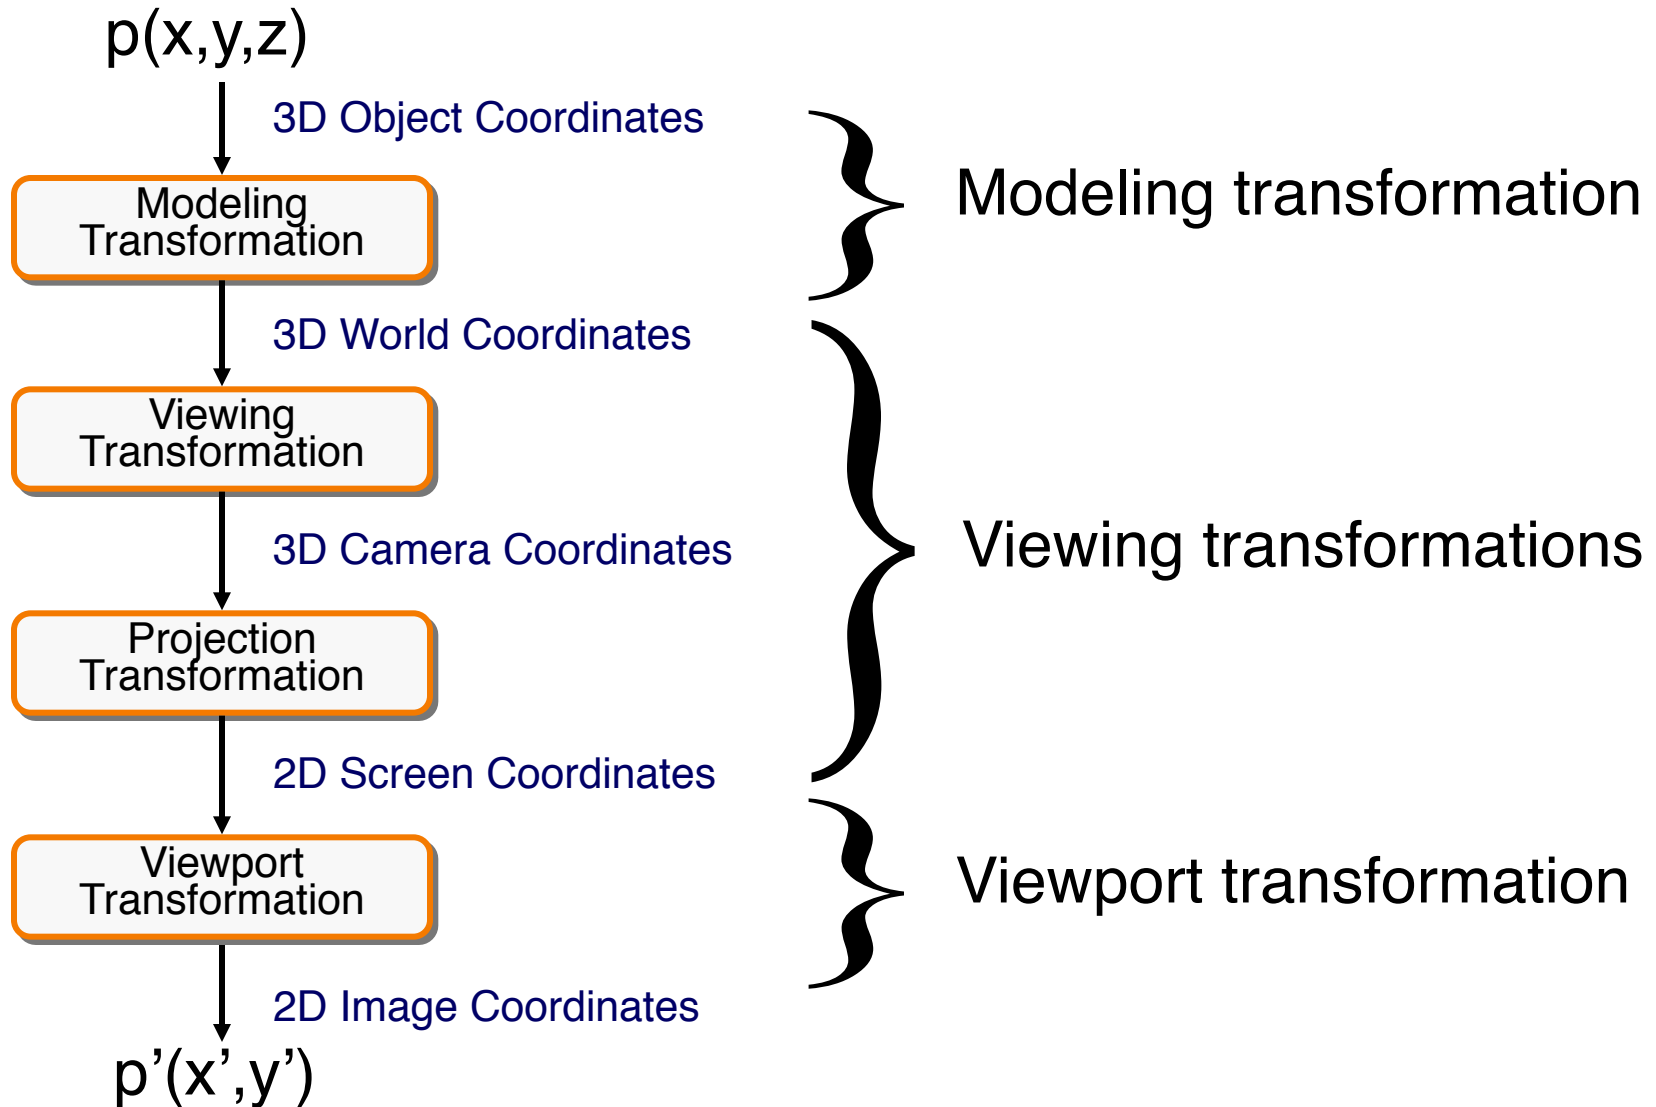 p(x,y,z)
3D Object Coordinates
Modeling
Transformation
Modeling transformation
3D World Coordinates
Viewing
Transformation
3D Camera Coordinates
Viewing transformations
Projection
Transformation
2D Screen Coordinates
Viewport
Transformation
Viewport transformation
2D Image Coordinates
p’(x’,y’)